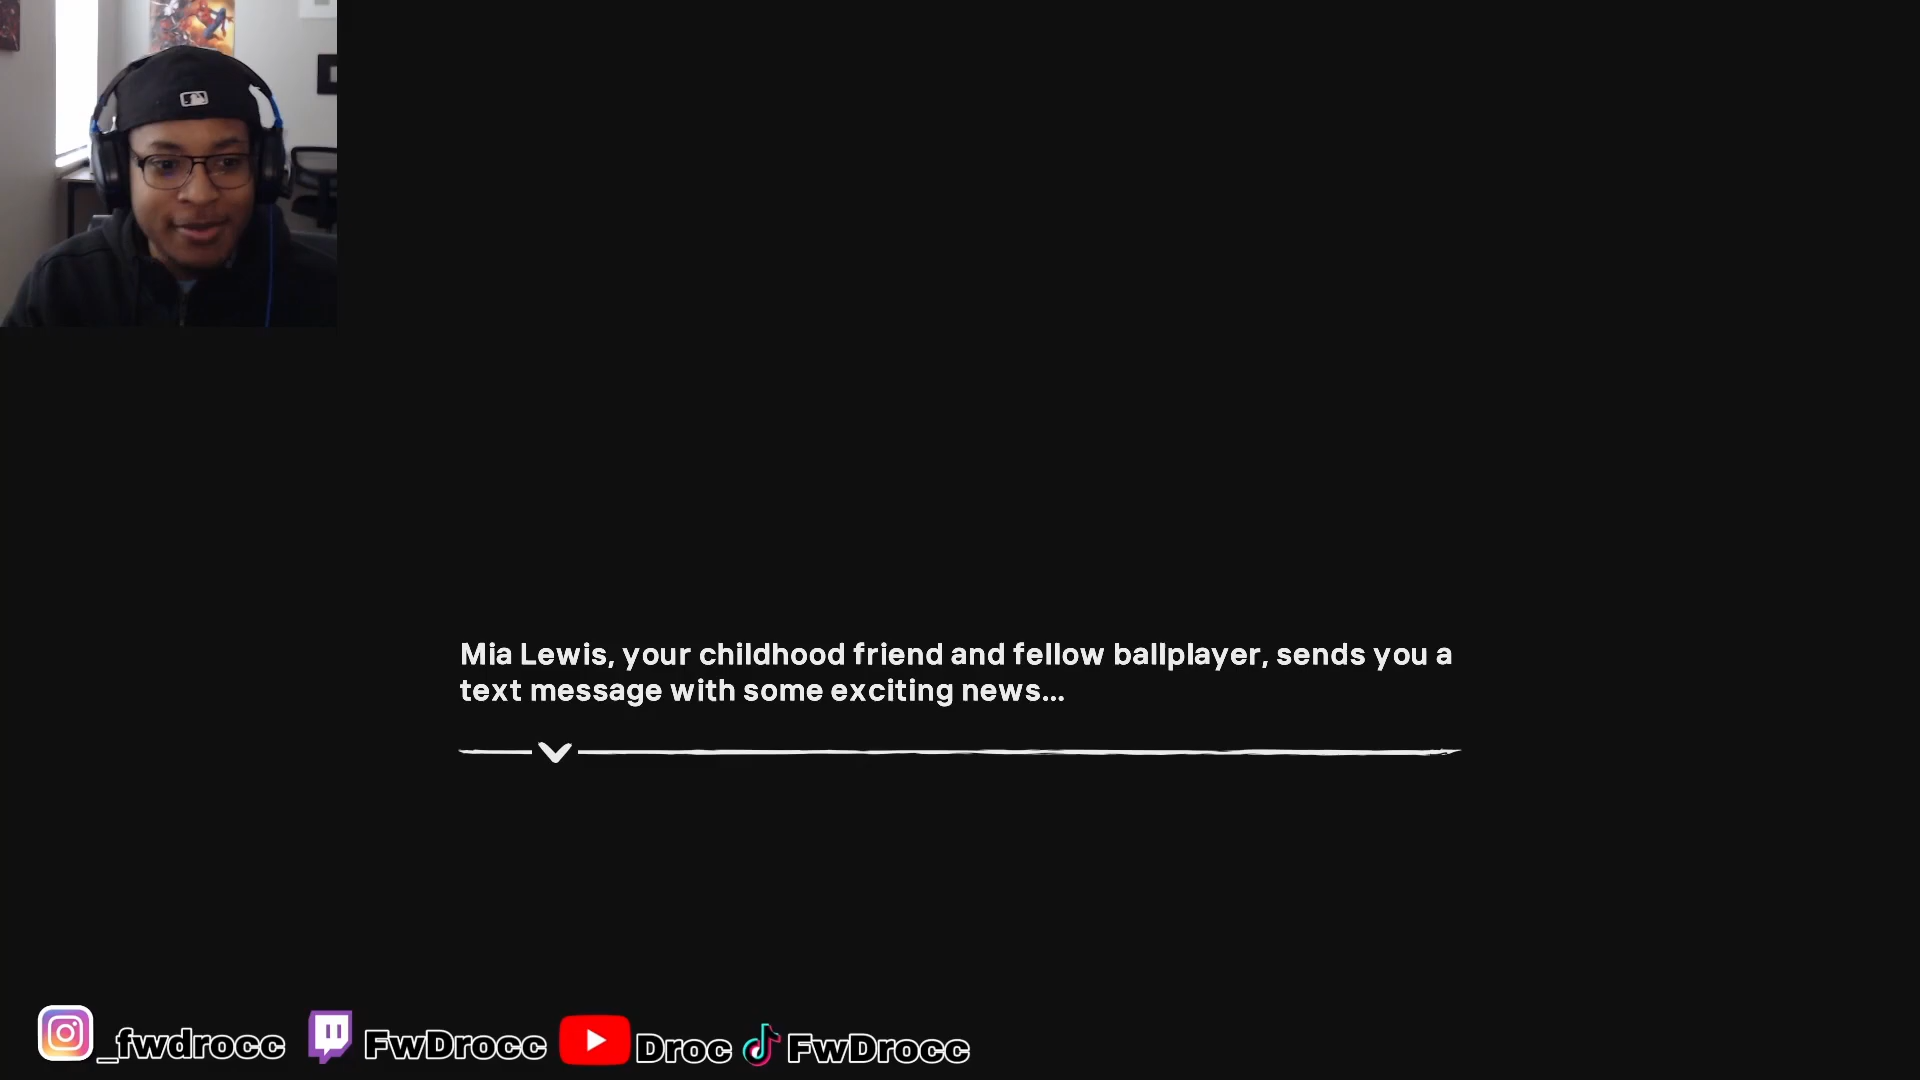 Mia Lewis, your childhood friend and fellow ballplayer, sends you a
text message with some exciting news...
_fwdrocc FwDrocc Droc FwDrocc